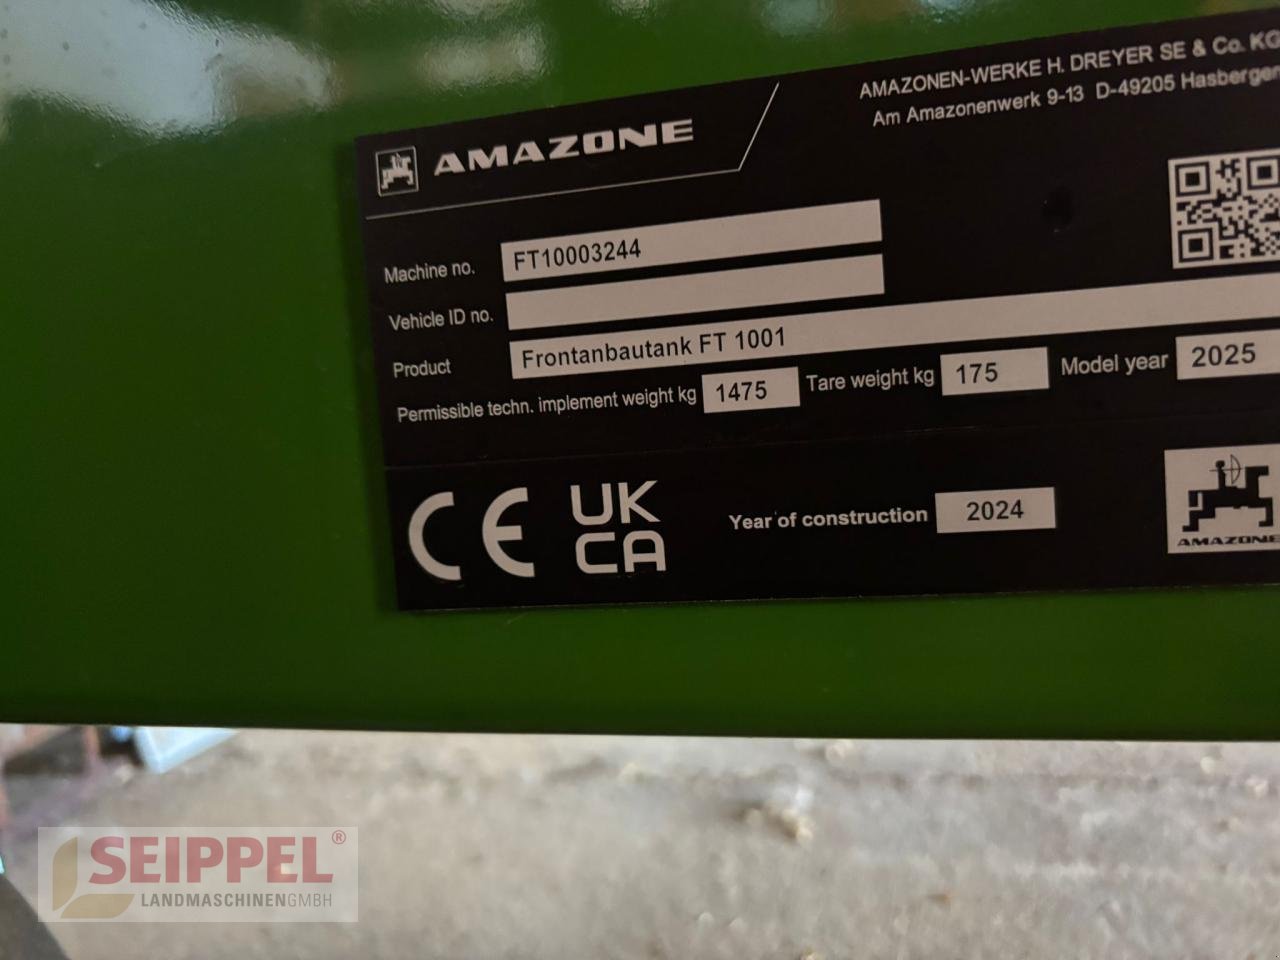 AMAZONE
AMAZONEN-WERKE H. DREYER SE & Co. KG
Am Amazonenwerk 9-13 D-49205 Hasbergen
Machine no. FT10003244
Vehicle ID no.
Product Frontanbautank FT 1001
Permissible techn. implement weight kg 1475 Tare weight kg 175 Model year 2025
CE UK CA Year of construction 2024
AMAZONE
SEIPPEL®
LANDMASCHINENGMBH